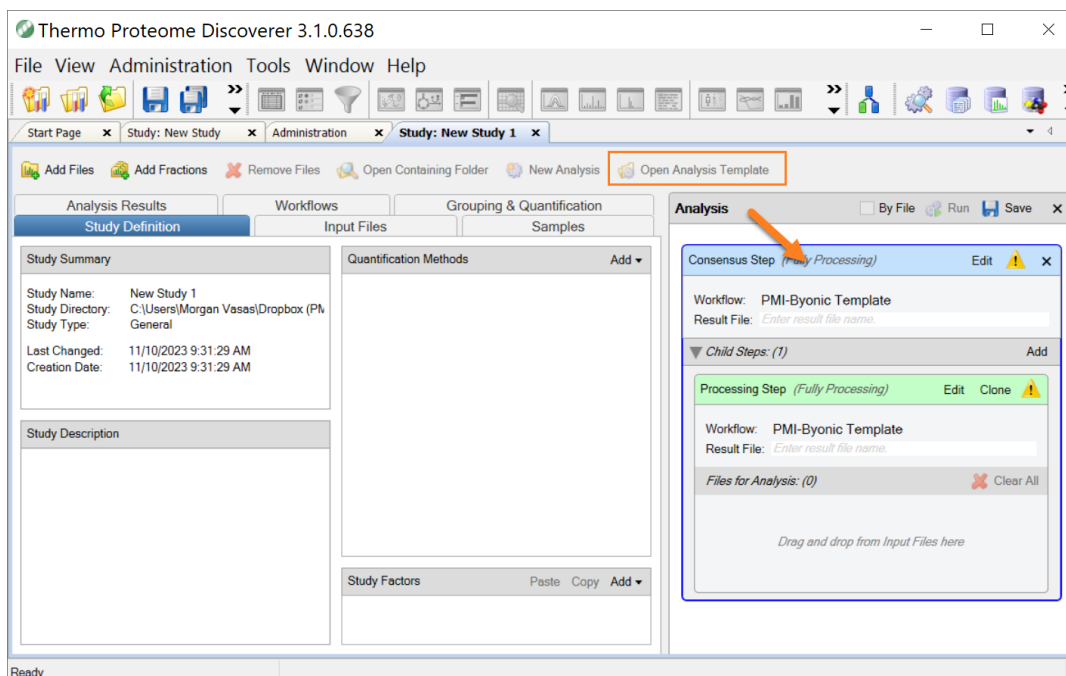 Thermo Proteome Discoverer 3.1.0.638
File View Administration Tools Window Help
Start Page x Study: New Study x Administration x Study: New Study 1 x
Add Files Add Fractions Remove Files Open Containing Folder New Analysis Open Analysis Template
Analysis Results Workflows Grouping & Quantification
Study Definition Input Files Samples
Study Summary
Study Name: New Study 1
Study Directory: C:\Users\Morgan Vasas\Dropbox (PM
Study Type: General
Last Changed: 11/10/2023 9:31:29 AM
Creation Date: 11/10/2023 9:31:29 AM
Study Description
Quantification Methods Add
Study Factors Paste Copy Add
Analysis By File Run Save x
Consensus Step (Fully Processing) Edit x
Workflow: PMI-Byonic Template
Result File: Enter result file name.
Child Steps: (1) Add
Processing Step (Fully Processing) Edit Clone
Workflow: PMI-Byonic Template
Result File: Enter result file name.
Files for Analysis: (0) Clear All
Drag and drop from Input Files here
Ready